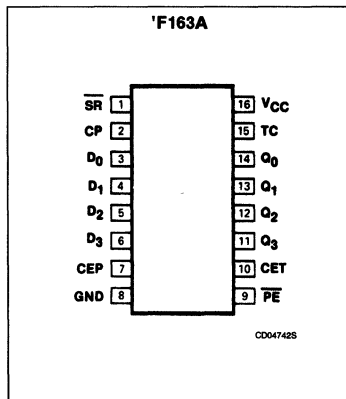 'F163A
SR 1 16 VCC
CP 2 15 TC
D0 3 14 Q0
D1 4 13 Q1
D2 5 12 Q2
D3 6 11 Q3
CEP 7 10 CET
GND 8 9 PE
CD04742S